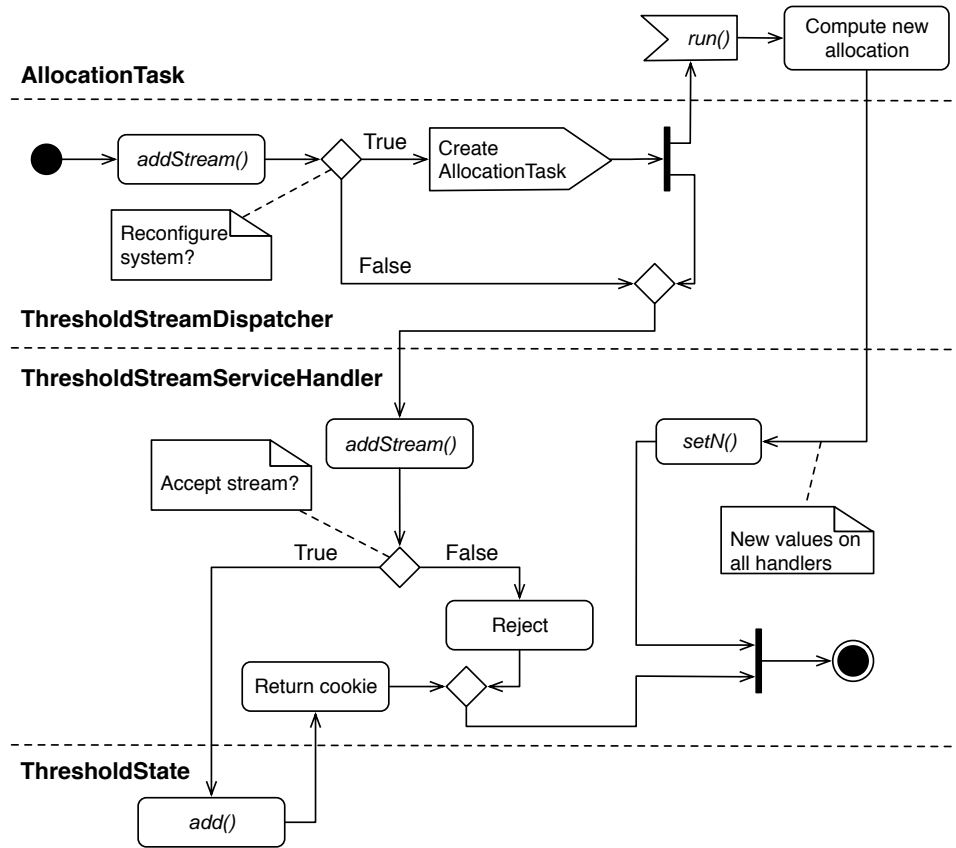 run()
Compute new
allocation
AllocationTask
addStream()
True
Create
AllocationTask
Reconfigure
system?
False
ThresholdStreamDispatcher
ThresholdStreamServiceHandler
addStream()
setN()
Accept stream?
New values on
all handlers
True
False
Reject
Return cookie
ThresholdState
add()